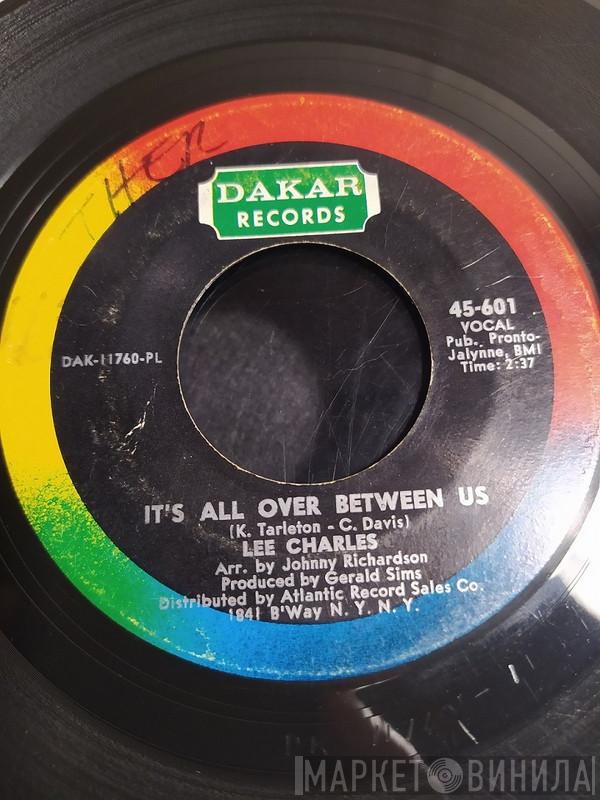 THER
DAKAR
RECORDS
45-601
VOCAL
Pub. Pronto-
Jalynne, BMI
Time: 2:37
DAK-11760-PL
IT'S ALL OVER BETWEEN US
(K. Tarleton - C. Davis)
LEE CHARLES
Arr. by Johnny Richardson
Produced by Gerald Sims
Distributed by Atlantic Record Sales Co.
1841 B'Way N. Y. N. Y.
МАРКЕТ ВИНИЛА